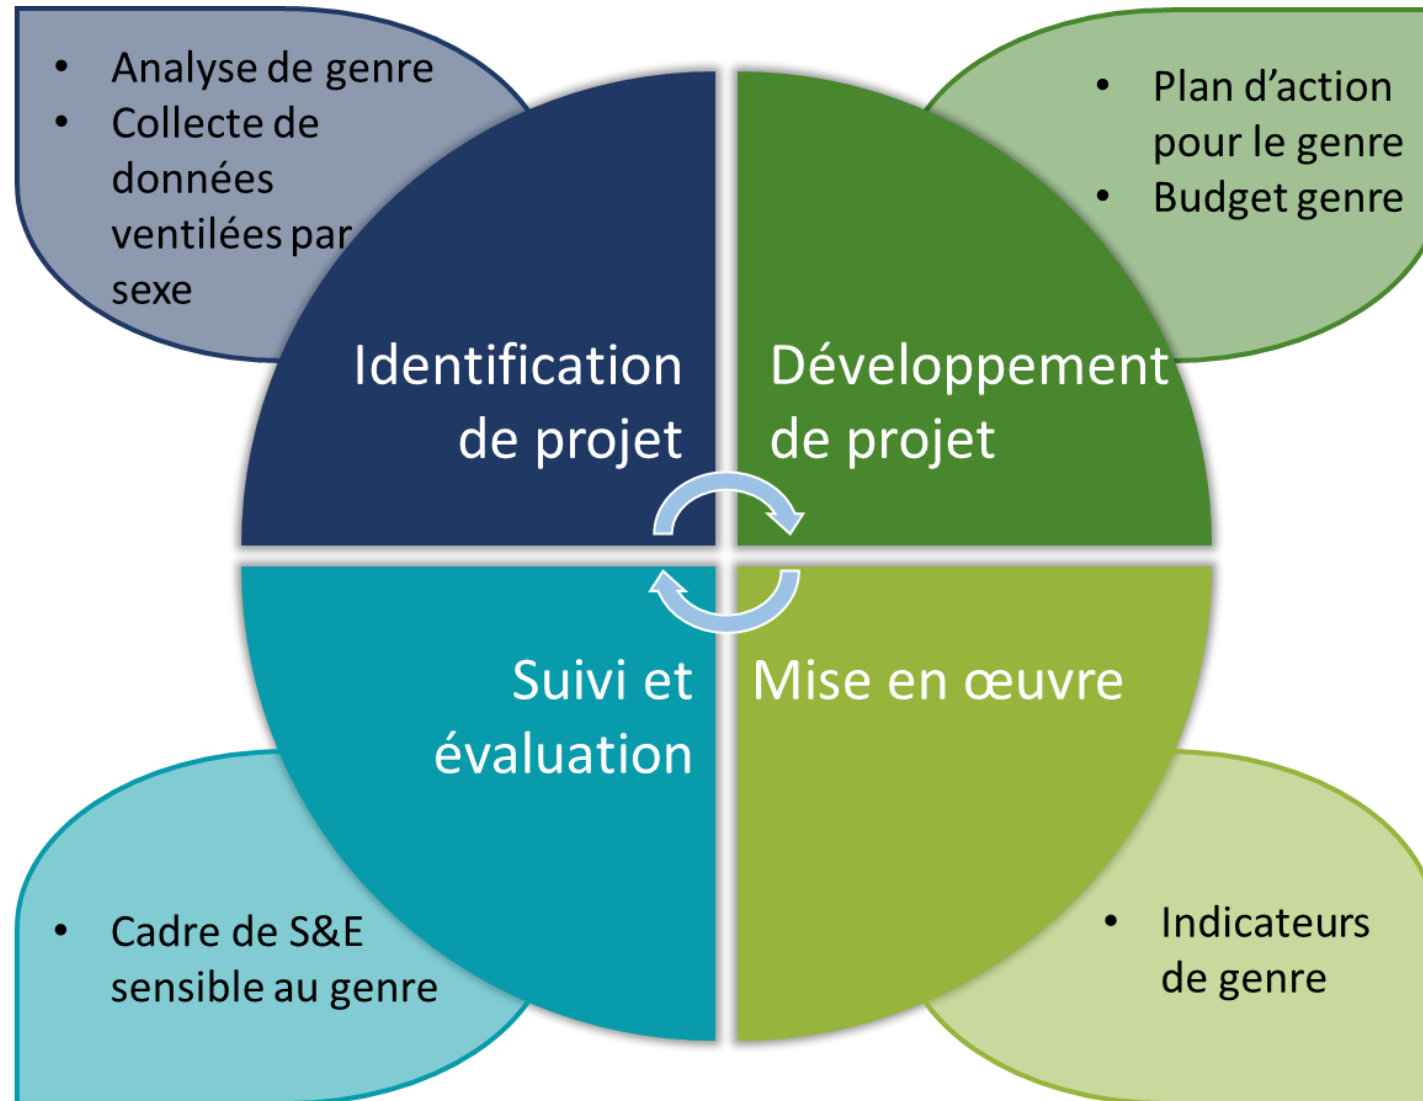 • Analyse de genre
• Collecte de
données
ventilées par
sexe
• Plan d’action
pour le genre
• Budget genre
Identification
de projet
Développement
de projet
Suivi et
évaluation
Mise en œuvre
• Cadre de S&E
sensible au genre
• Indicateurs
de genre